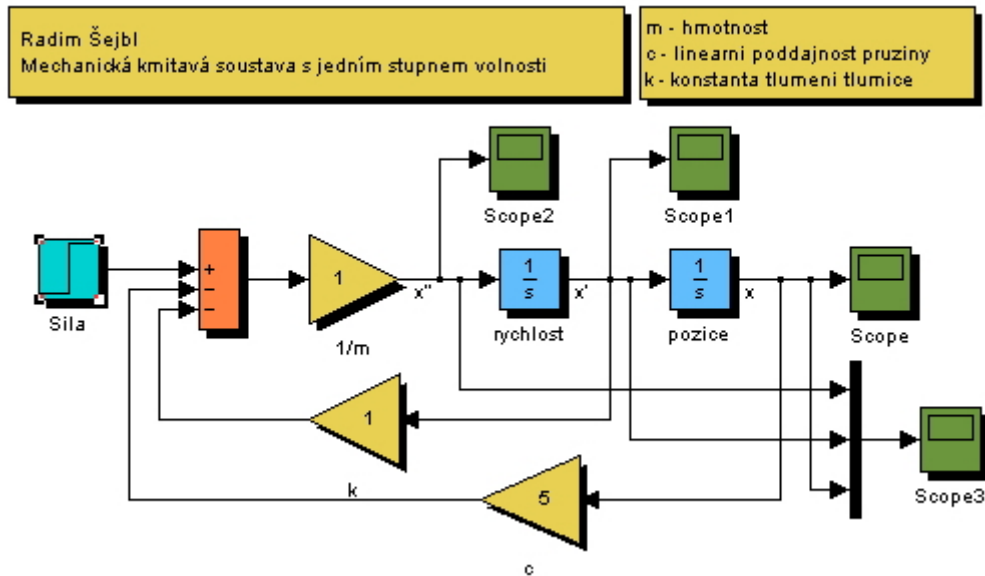 Radim Šejbl
Mechanická kmitavá soustava s jedním stupnem volnosti
m - hmotnost
c - linearni poddajnost pruziny
k - konstanta tlumeni tlumice
Scope2
Scope1
Sila
+
−
−
1
1/m
x''
1
s
rychlost
x'
1
s
pozice
x
Scope
1
k
5
c
Scope3